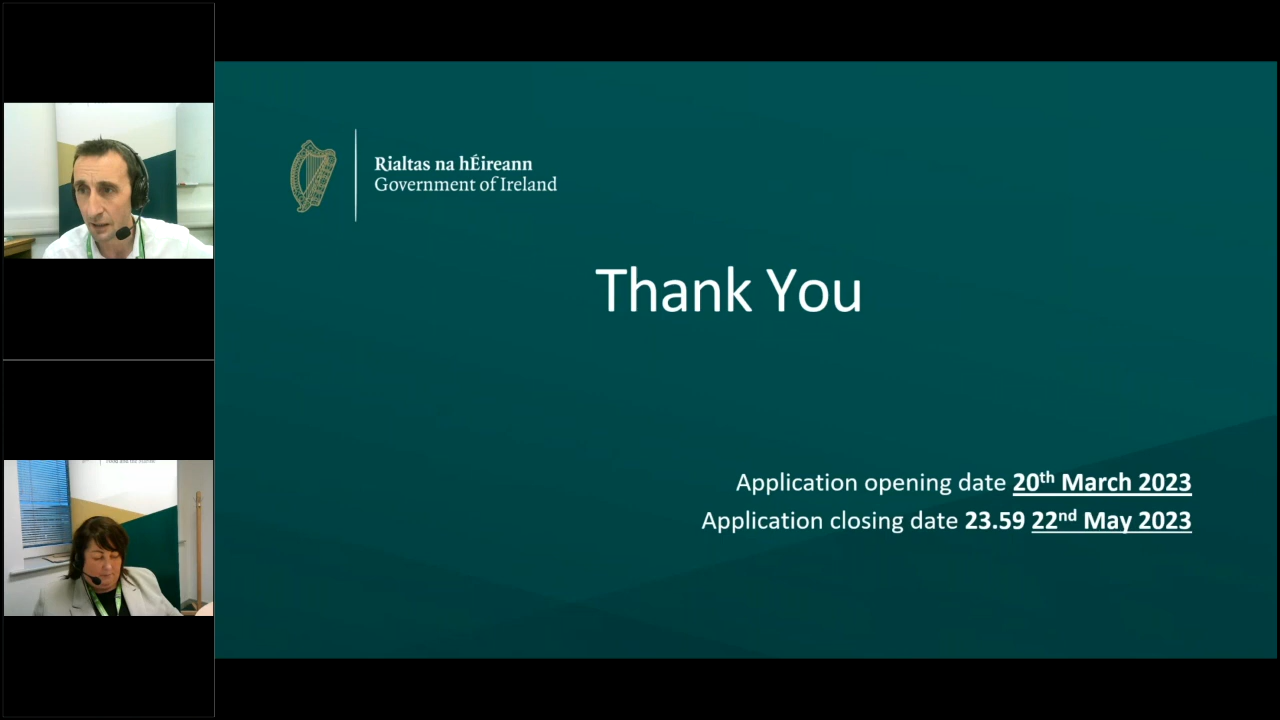 Rialtas na hÉireann
Government of Ireland
Thank You
Application opening date 20th March 2023
Application closing date 23.59 22nd May 2023